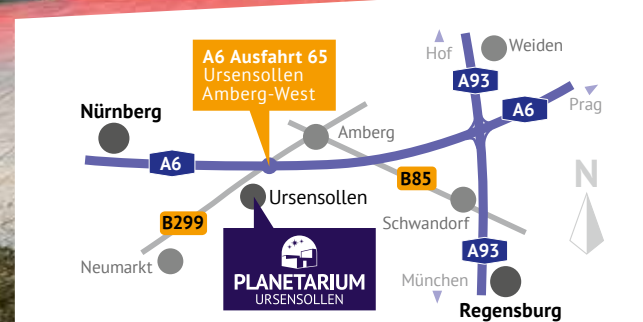 A6 Ausfahrt 65
Ursensollen
Amberg-West
Hof
Weiden
A93
A6
Prag
Nürnberg
Amberg
A6
B85
Ursensollen
N
B299
Schwandorf
Neumarkt
PLANETARIUM
URSENSOLLEN
A93
München
Regensburg